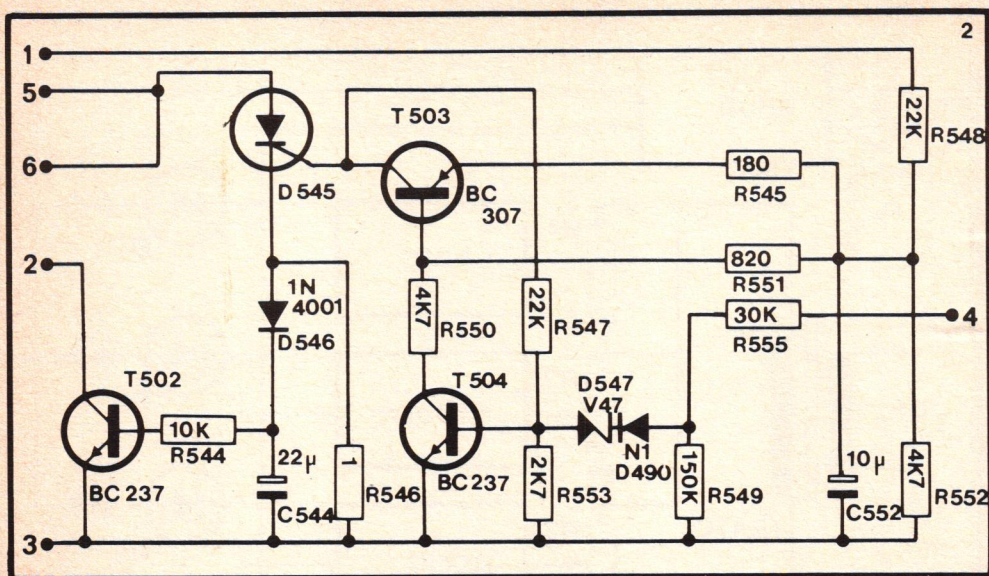 2
1
5
6
2
3
4
T 503
D 545
BC
307
180
R545
22K
R548
820
R551
30K
R555
1N
4001
D546
4K7
R550
22K
R547
T 502
T 504
D547
V47
10K
R544
N1
D490
22µ
C544
1
R546
BC 237
BC 237
2K7
R553
150K
R549
10µ
C552
4K7
R552